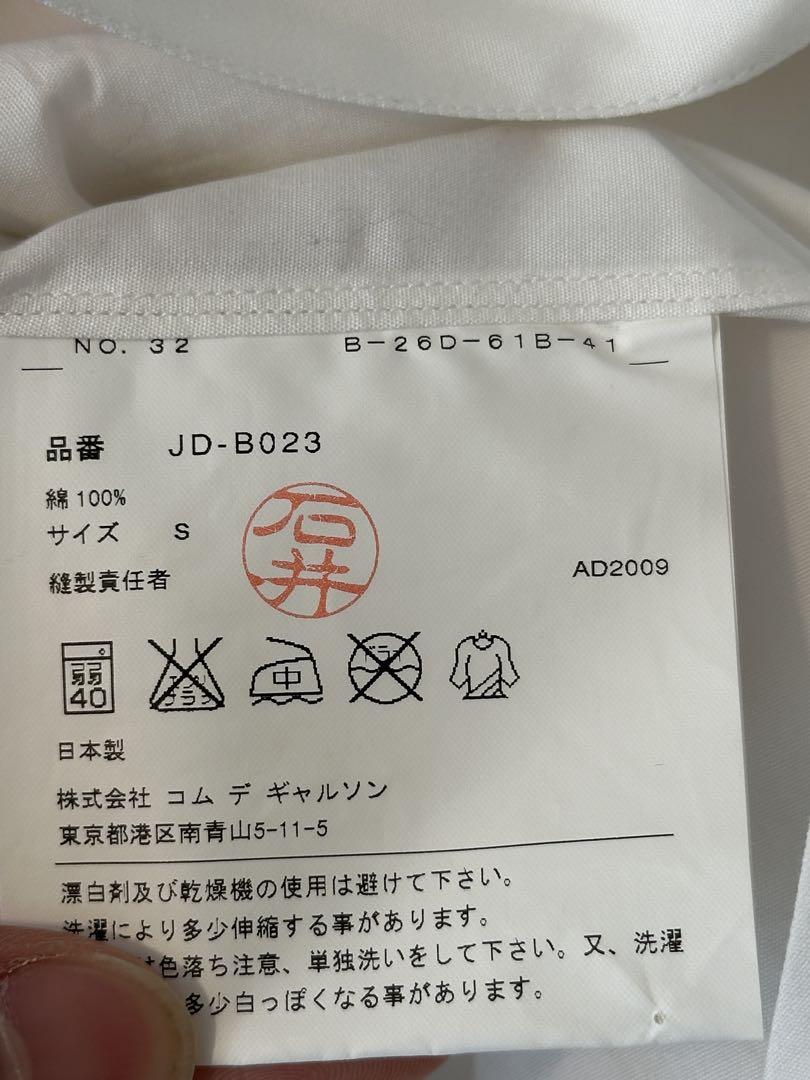 NO. 32 B-26D-61B-41
品番 JD-B023
綿 100%
サイズ S
縫製責任者
石井
AD2009
弱
40
エンソ
サラシ
中
ドライ
日本製
株式会社 コム デ ギャルソン
東京都港区南青山5-11-5
漂白剤及び乾燥機の使用は避けて下さい。
洗濯により多少伸縮する事があります。
色落ち注意、単独洗いをして下さい。又、洗濯
多少白っぽくなる事があります。